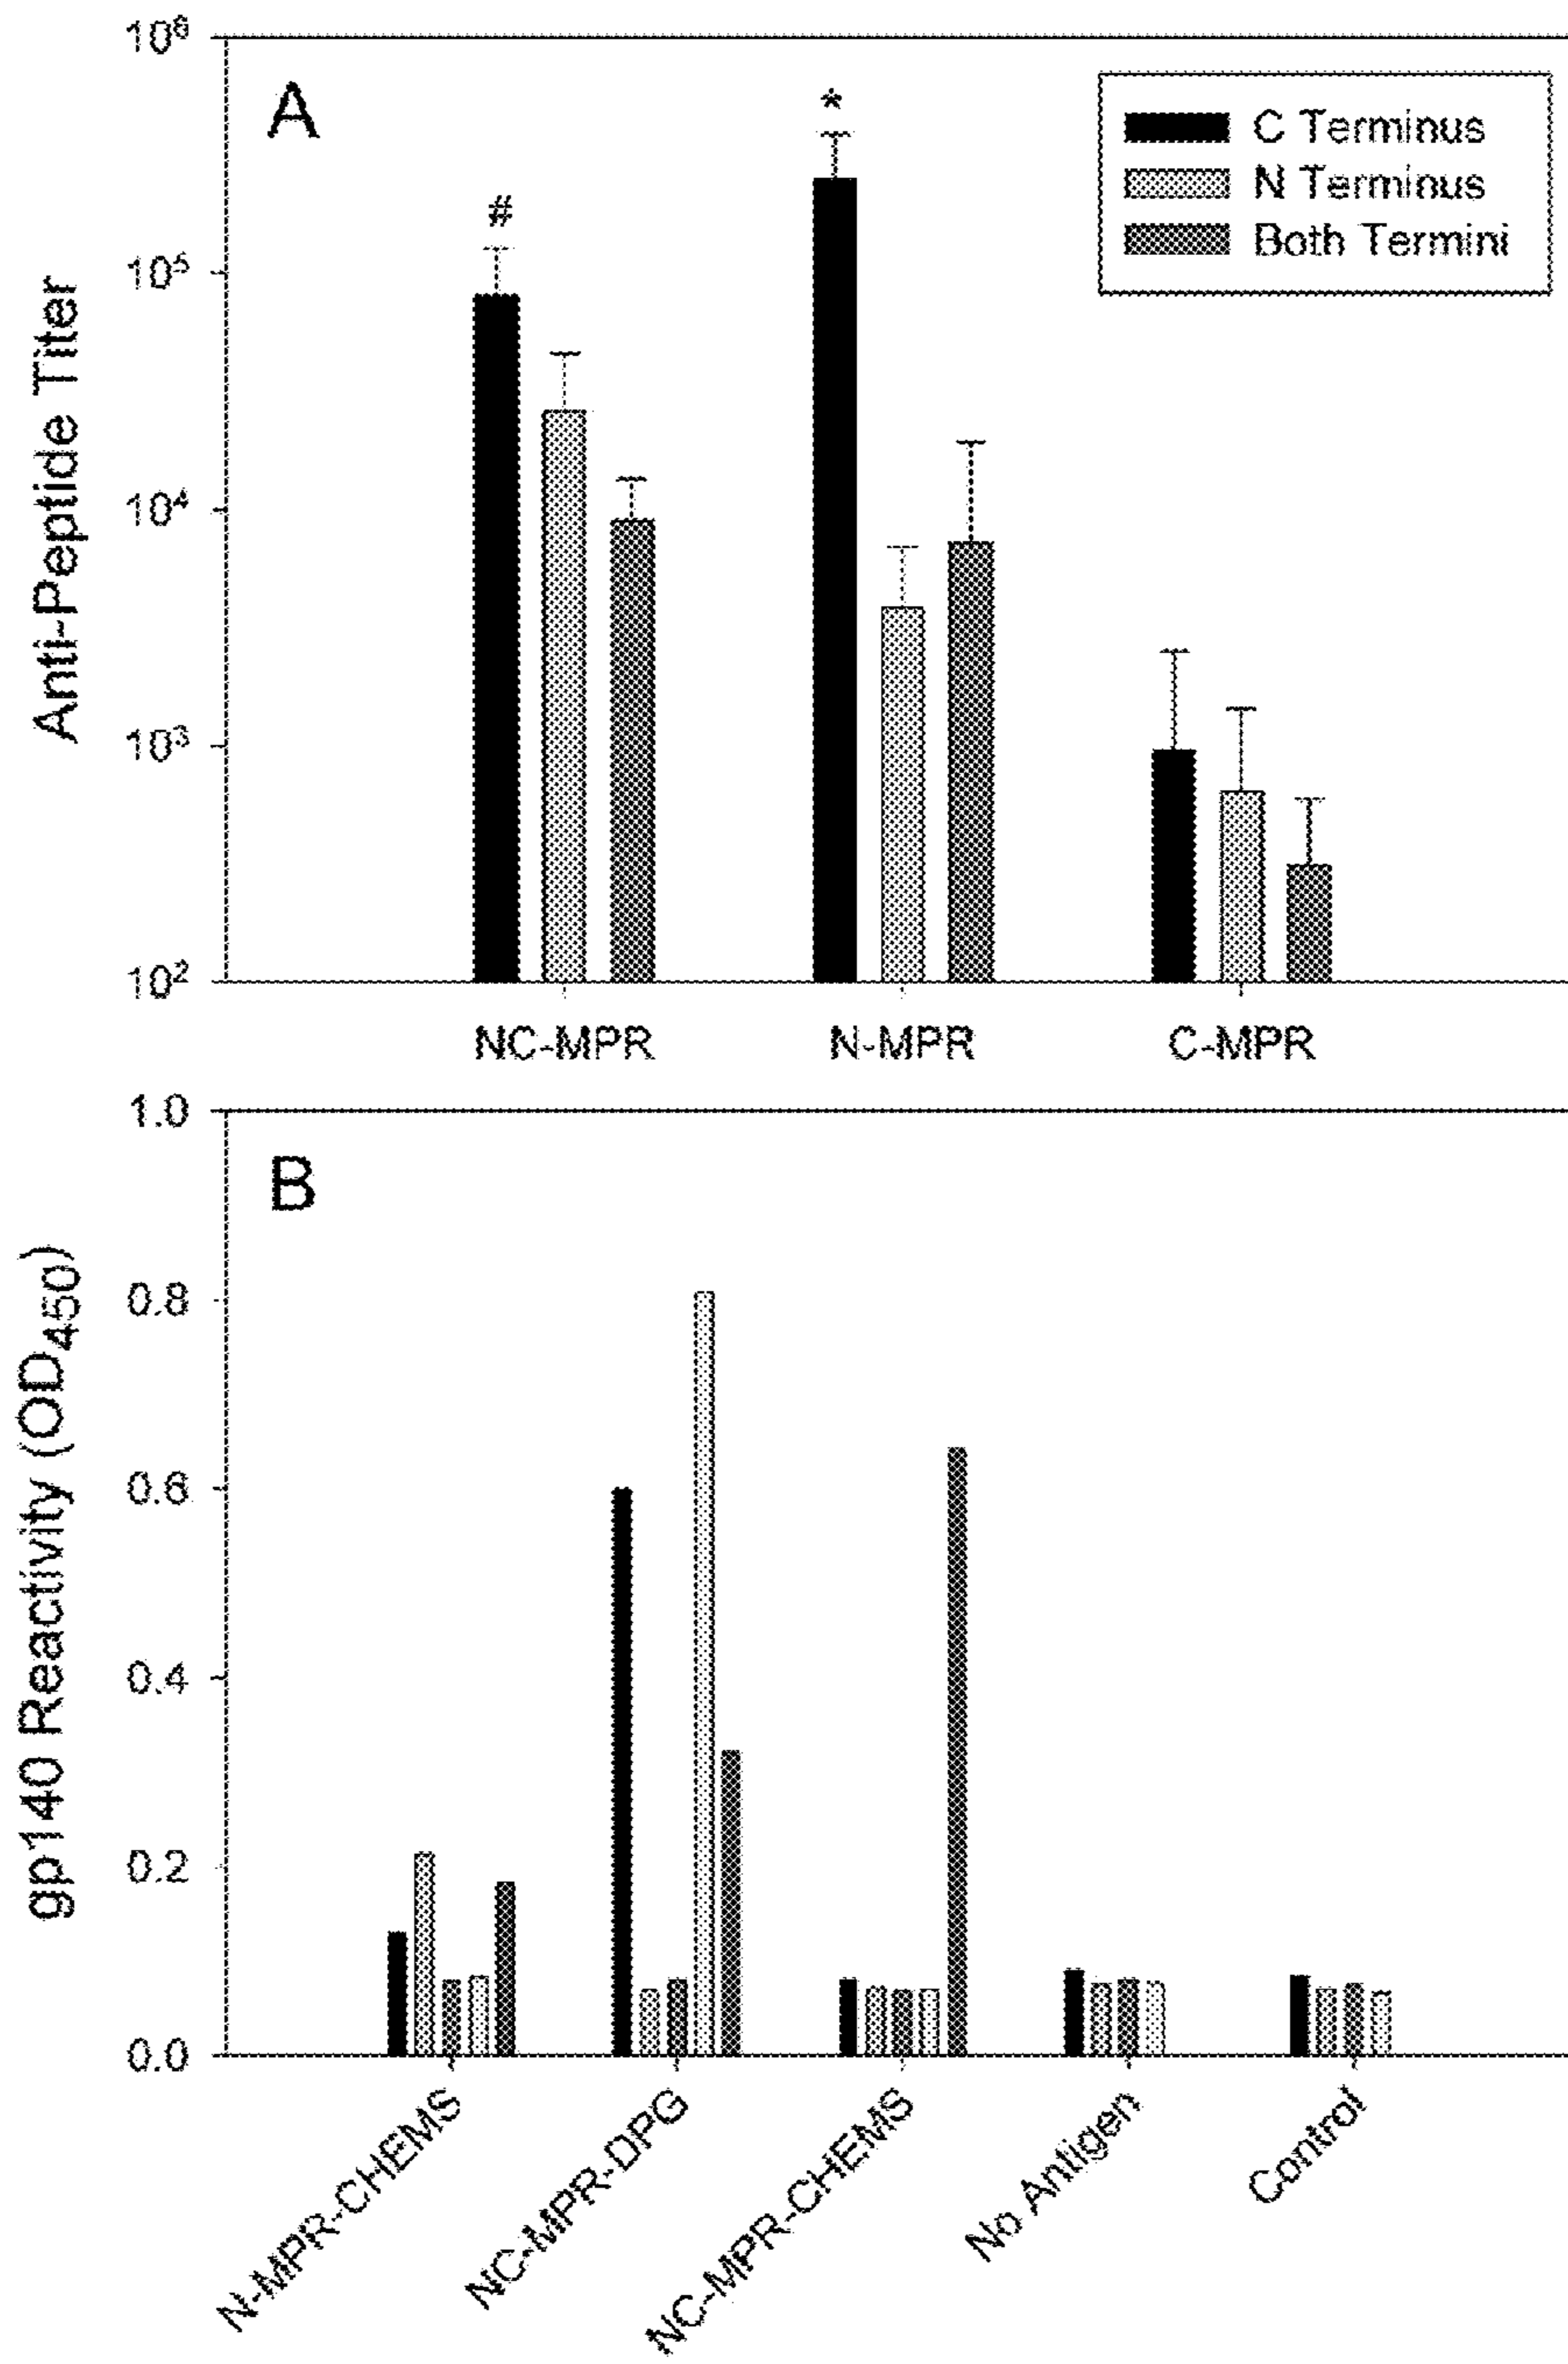 10⁶
A
*
#
C Terminus
N Terminus
Both Termini
10⁵
10⁴
10³
10²
Anti-Peptide Titer
NC-MPR
N-MPR
C-MPR
1.0
B
0.8
0.6
0.4
0.2
0.0
gp140 Reactivity (OD₄₅₀)
N-MPR-CHEMS
NC-MPR-DPG
NC-MPR-CHEMS
No Antigen
Control